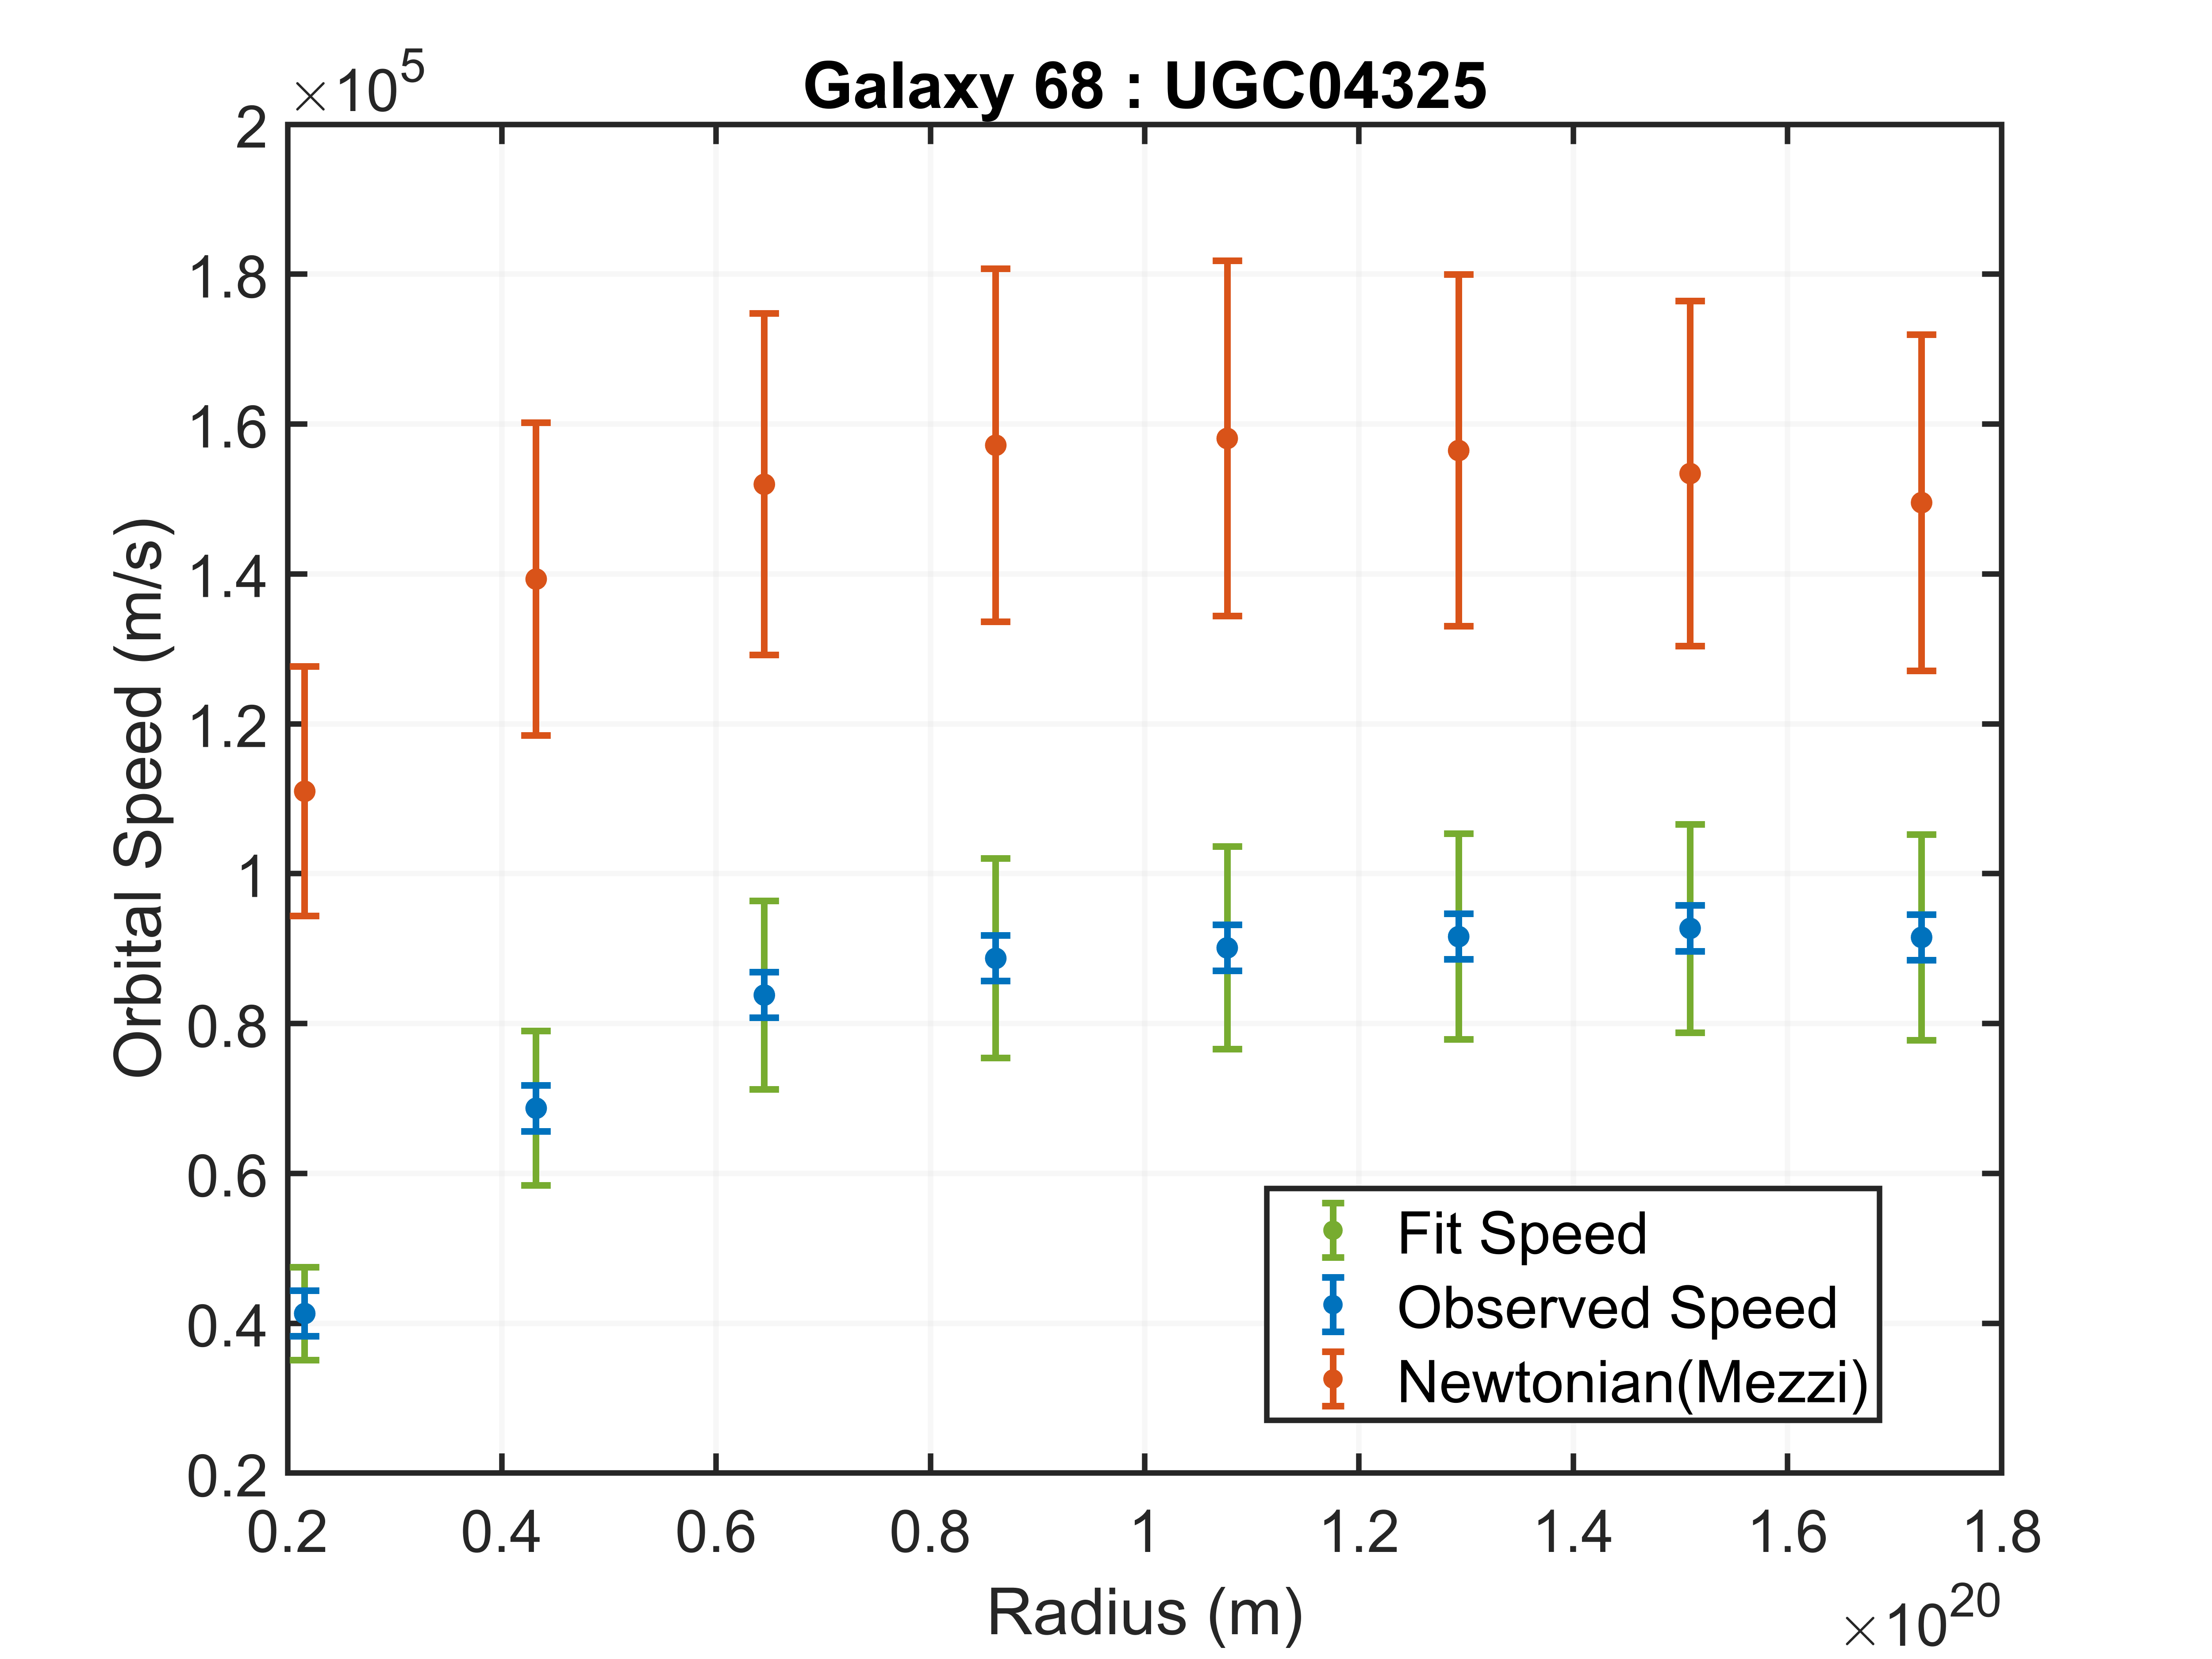 Galaxy 68 : UGC04325
×10^5
2
1.8
1.6
1.4
1.2
1
0.8
0.6
0.4
0.2
Orbital Speed (m/s)
Fit Speed
Observed Speed
Newtonian(Mezzi)
0.2 0.4 0.6 0.8 1 1.2 1.4 1.6 1.8
Radius (m)
×10^20